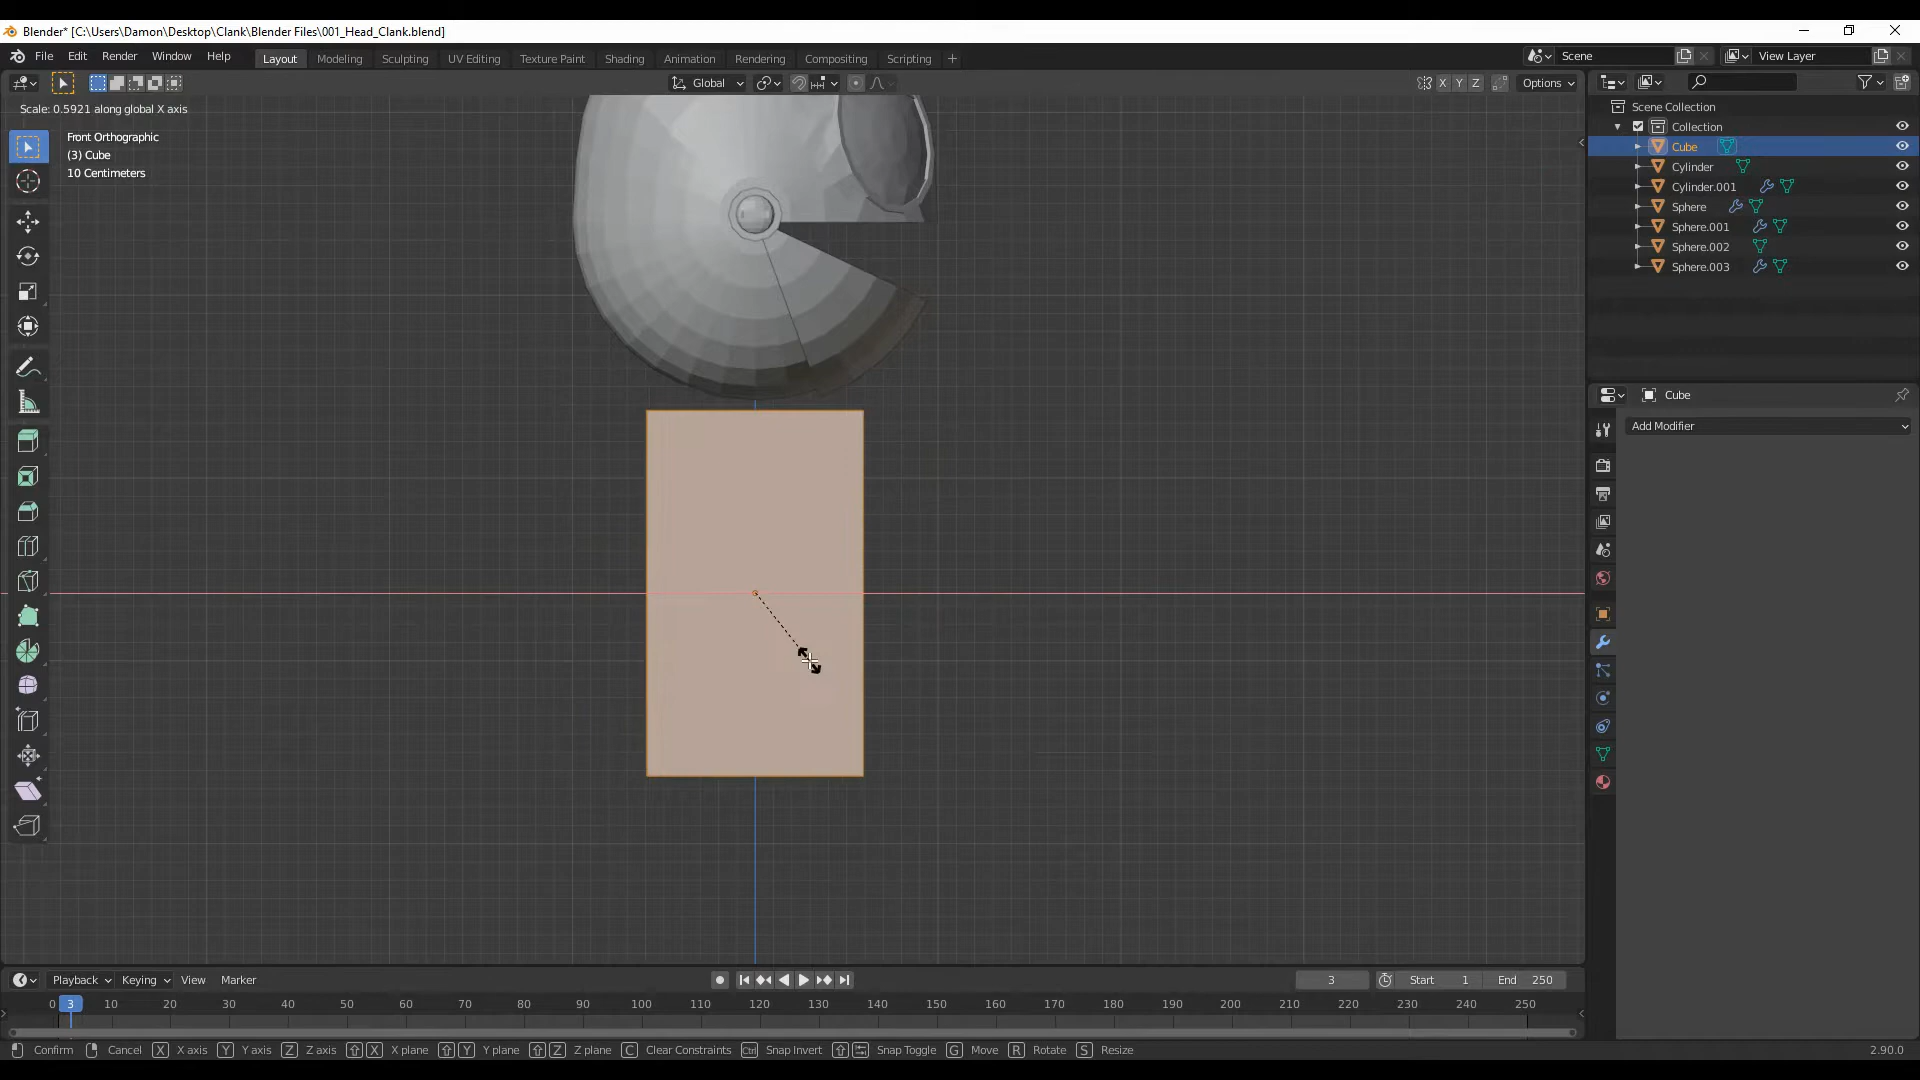 Blender* [C:\Users\Damon\Desktop\Clank\Blender Files\001_Head_Clank.blend]
File Edit Render Window Help Layout Modeling Sculpting UV Editing Texture Paint Shading Animation Rendering Compositing Scripting + Scene View Layer
Global X Y Z Options
Scale: 0.5921 along global X axis
Front Orthographic
(3) Cube
10 Centimeters
Scene Collection
Collection
Cube
Cylinder
Cylinder.001
Sphere
Sphere.001
Sphere.002
Sphere.003
Cube
Add Modifier
Playback Keying View Marker 3 Start 1 End 250
0 3 10 20 30 40 50 60 70 80 90 100 110 120 130 140 150 160 170 180 190 200 210 220 230 240 250
Confirm Cancel X X axis Y Y axis Z Z axis X X plane Y Y plane Z Z plane C Clear Constraints Ctrl Snap Invert Snap Toggle G Move R Rotate S Resize 2.90.0